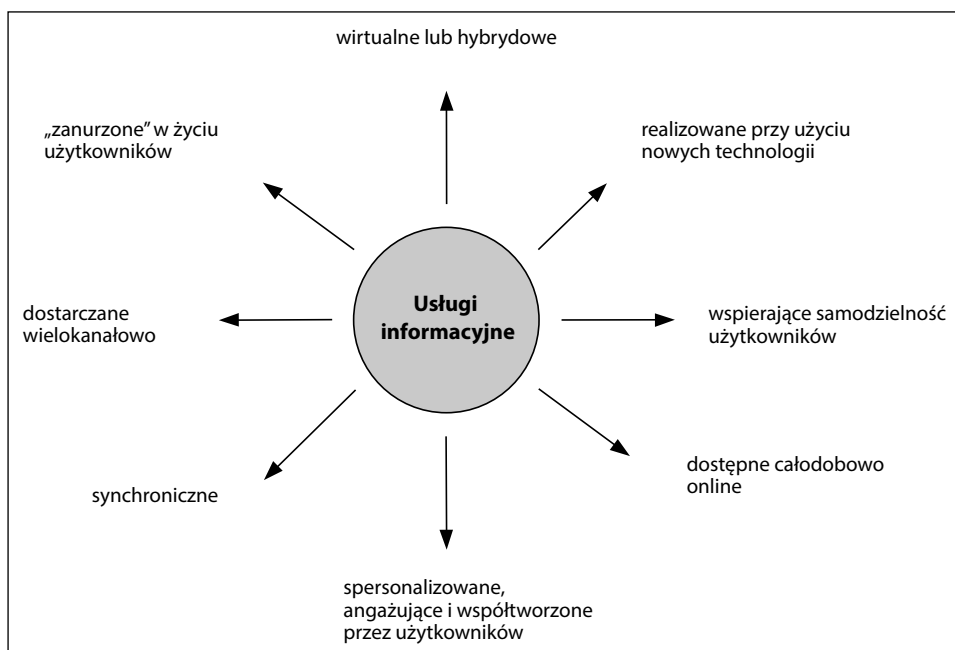 wirtualne lub hybrydowe
„zanurzone” w życiu
użytkowników
realizowane przy użyciu
nowych technologii
Usługi
informacyjne
dostarczane
wielokanałowo
wspierające samodzielność
użytkowników
synchroniczne
dostępne całodobowo
online
spersonalizowane,
angażujące i współtworzone
przez użytkowników